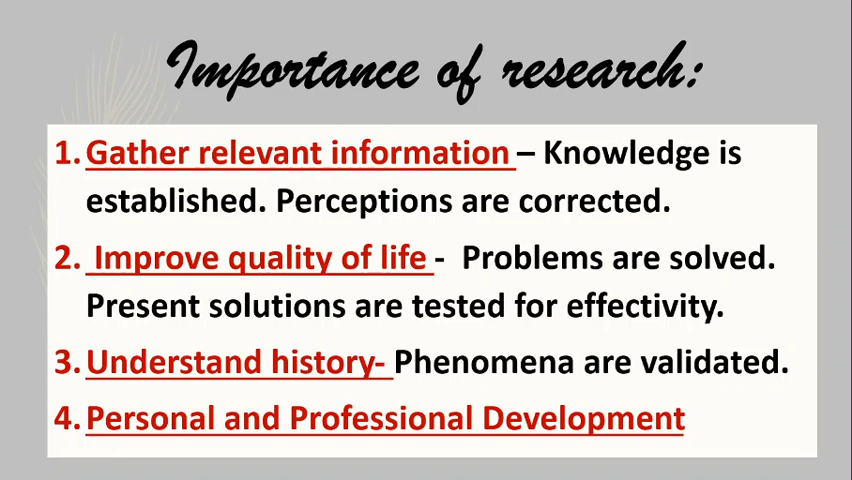 Importance of research:
1. Gather relevant information – Knowledge is
established. Perceptions are corrected.
2. Improve quality of life - Problems are solved.
Present solutions are tested for effectivity.
3. Understand history- Phenomena are validated.
4. Personal and Professional Development